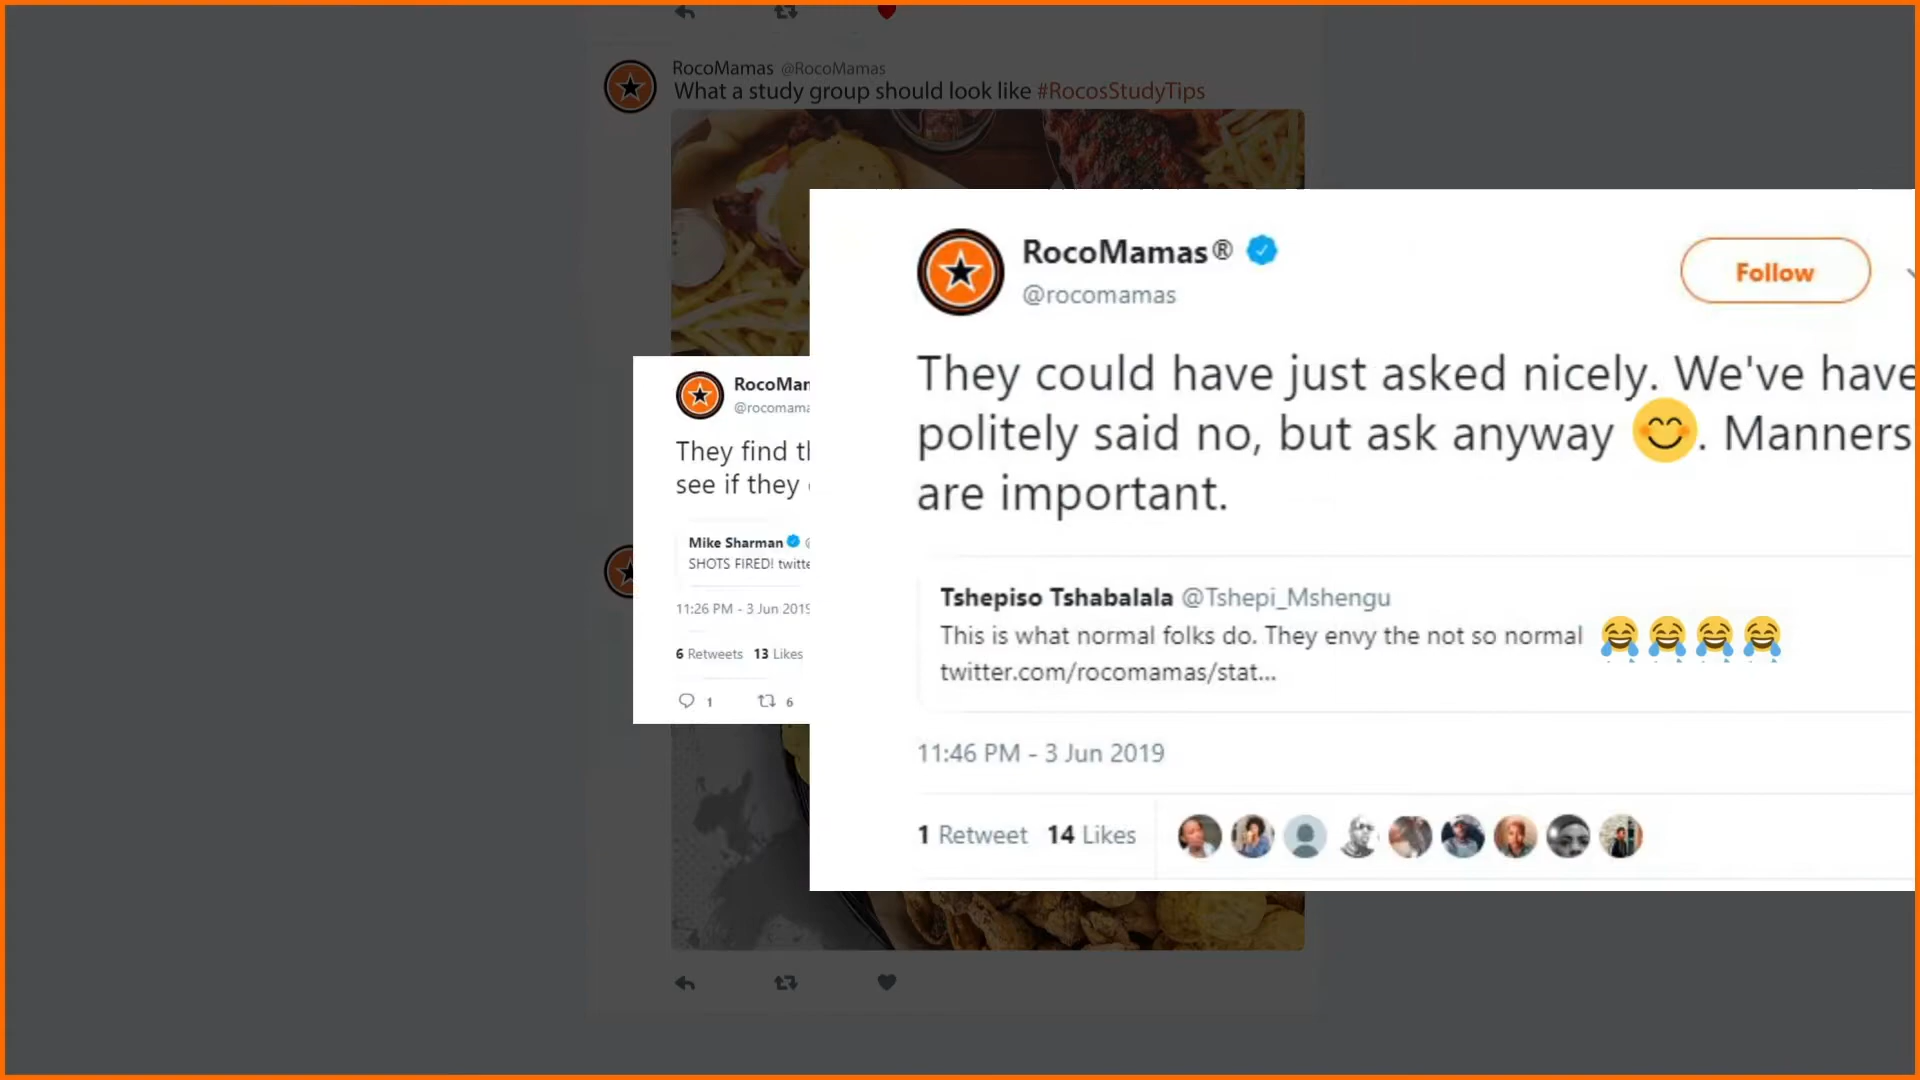 RocoMamas @RocoMamas
What a study group should look like #RocosStudyTips
They find
see if they
Mike Sharman
SHOTS FIRED!
11:26 PM - 3 Jun 2019
6 Retweets 13 Likes
1 6
RocoMamas®
@rocomamas
Follow
They could have just asked nicely. We've have
politely said no, but ask anyway 😊. Manners
are important.
Tshepiso Tshabalala @Tshepi_Mshengu
This is what normal folks do. They envy the not so normal 😂😂😂😂
twitter.com/rocomamas/stat...
11:46 PM - 3 Jun 2019
1 Retweet 14 Likes